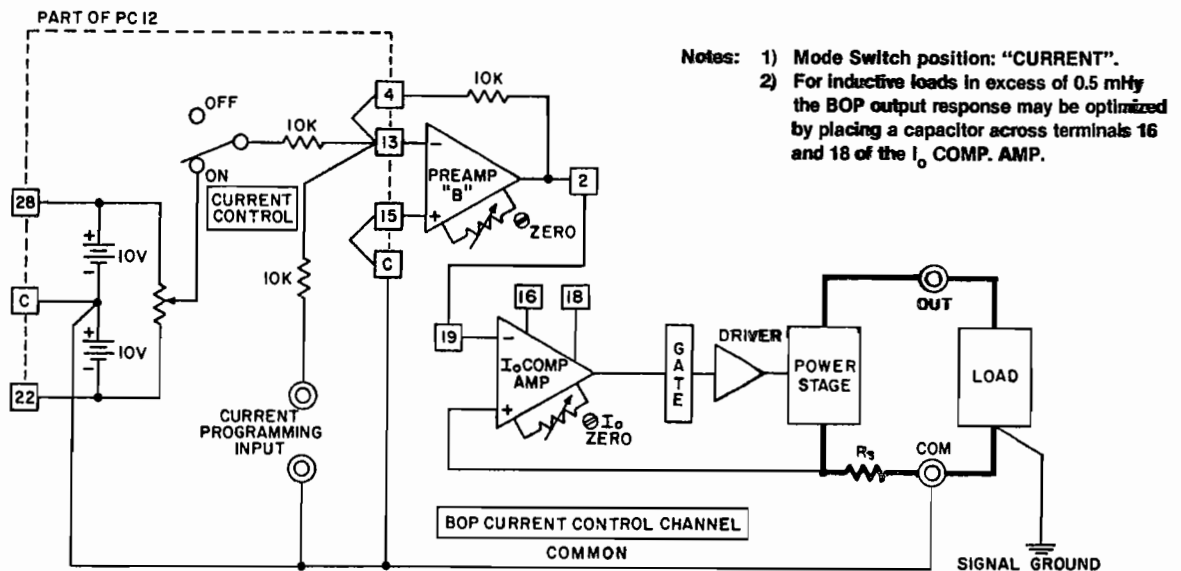 PART OF PC12
Notes: 1) Mode Switch position: "CURRENT".
2) For inductive loads in excess of 0.5 mHy
the BOP output response may be optimized
by placing a capacitor across terminals 16
and 18 of the Io COMP. AMP.
OFF
10K
ON
CURRENT
CONTROL
4
10K
13
-
PREAMP
"B"
+
2
15
ZERO
C
28
+
10V
-
C
+
10V
-
22
10K
CURRENT
PROGRAMMING
INPUT
16
18
19
-
Io COMP
AMP
+
Io
ZERO
GATE
DRIVER
POWER
STAGE
OUT
LOAD
Rs
COM
BOP CURRENT CONTROL CHANNEL
COMMON
SIGNAL GROUND